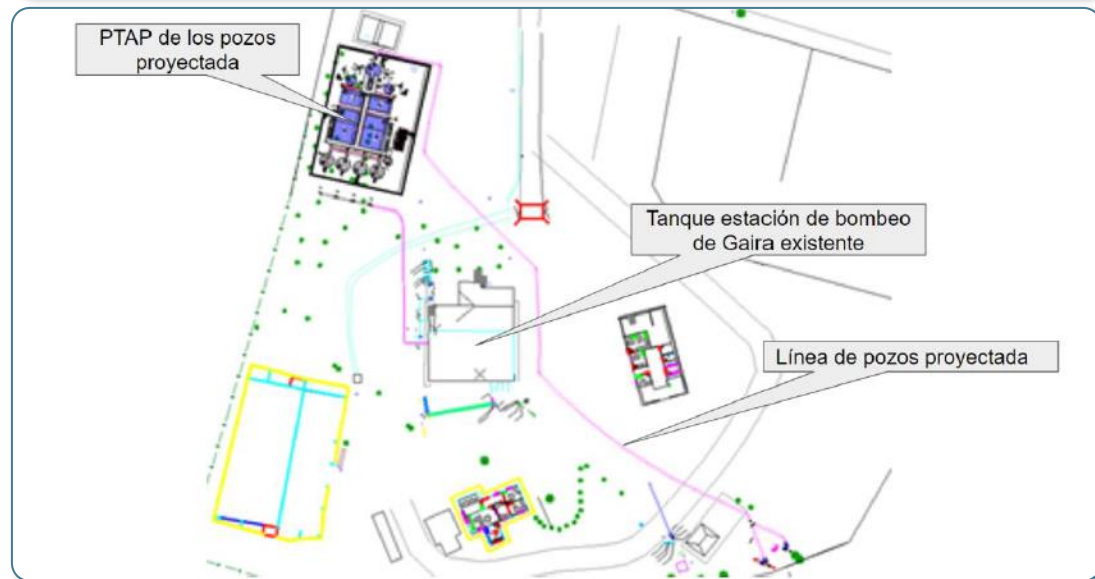 PTAP de los pozos
proyectada
Tanque estación de bombeo
de Gaira existente
Línea de pozos proyectada